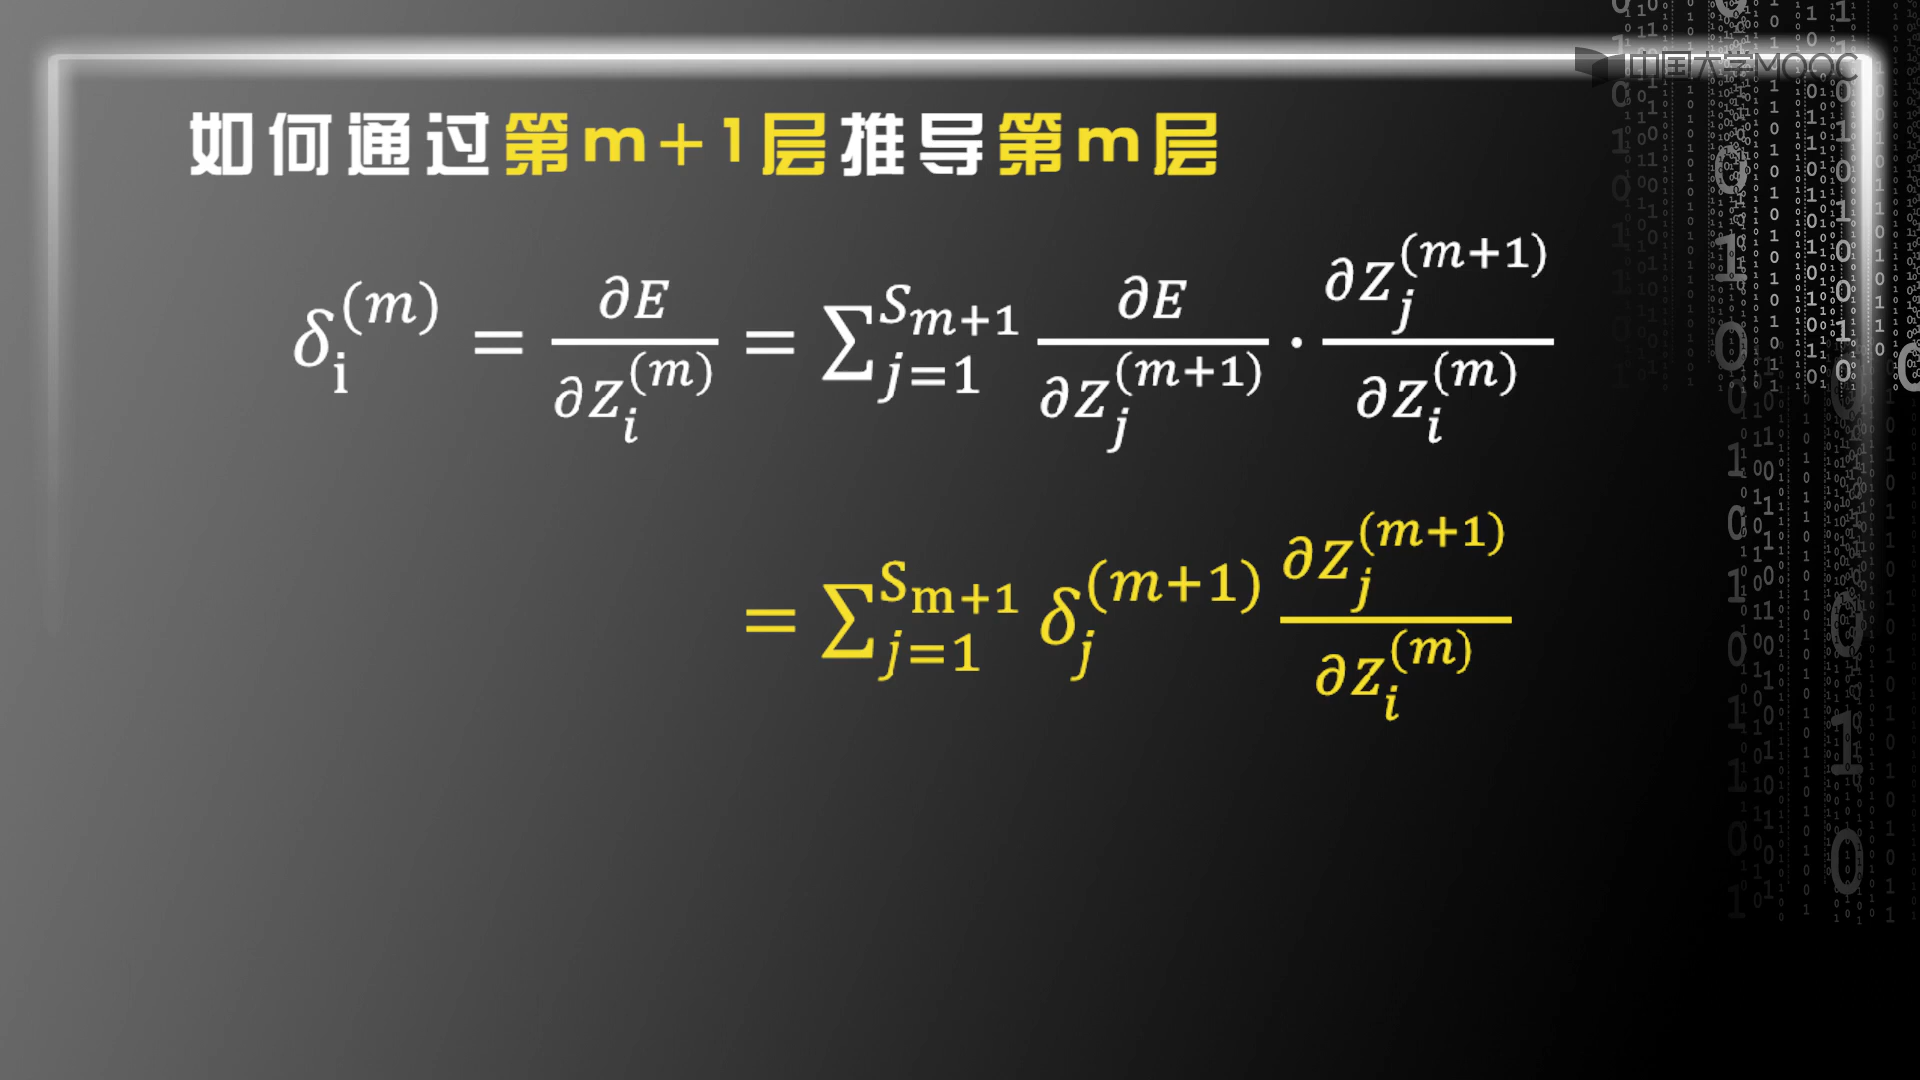 中国大学MOOC
如何通过第m+1层推导第m层
δ_i^(m) = ∂E/∂z_i^(m) = ∑_{j=1}^{S_{m+1}} ∂E/∂z_j^(m+1) · ∂z_j^(m+1)/∂z_i^(m)
= ∑_{j=1}^{S_{m+1}} δ_j^(m+1) ∂z_j^(m+1)/∂z_i^(m)